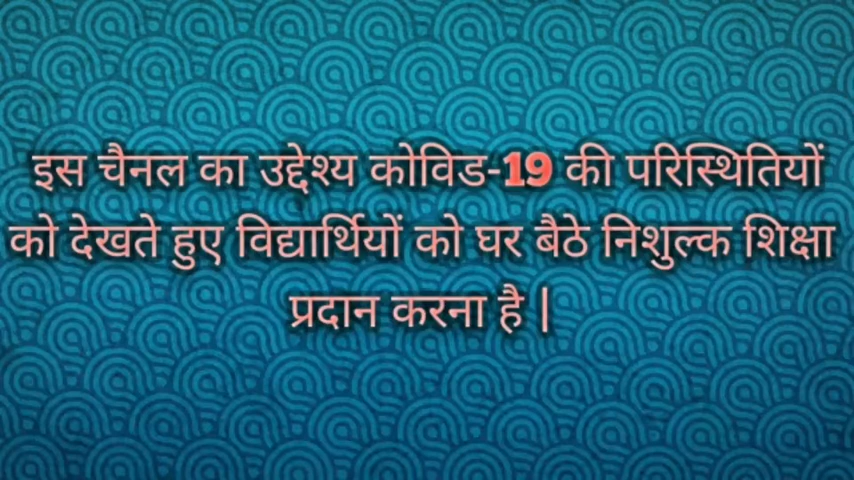 इस चैनल का उद्देश्य कोविड-19 की परिस्थितियों
को देखते हुए विद्यार्थियों को घर बैठे निशुल्क शिक्षा
प्रदान करना है |